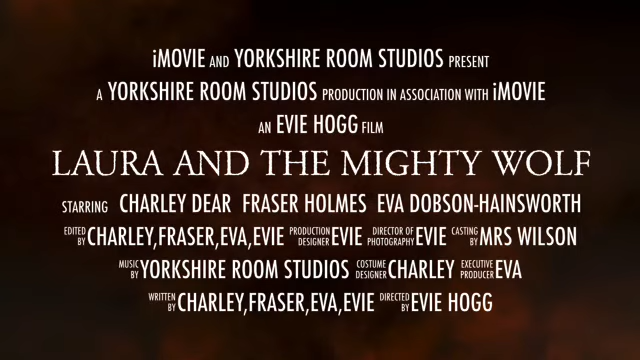 iMOVIE AND YORKSHIRE ROOM STUDIOS PRESENT
A YORKSHIRE ROOM STUDIOS PRODUCTION IN ASSOCIATION WITH iMOVIE
AN EVIE HOGG FILM
LAURA AND THE MIGHTY WOLF
STARRING CHARLEY DEAR FRASER HOLMES EVA DOBSON-HAINSWORTH
EDITED BY CHARLEY,FRASER,EVA,EVIE PRODUCTION DESIGNER EVIE DIRECTOR OF PHOTOGRAPHY EVIE CASTING BY MRS WILSON
MUSIC BY YORKSHIRE ROOM STUDIOS COSTUME DESIGNER CHARLEY EXECUTIVE PRODUCER EVA
WRITTEN BY CHARLEY,FRASER,EVA,EVIE DIRECTED BY EVIE HOGG